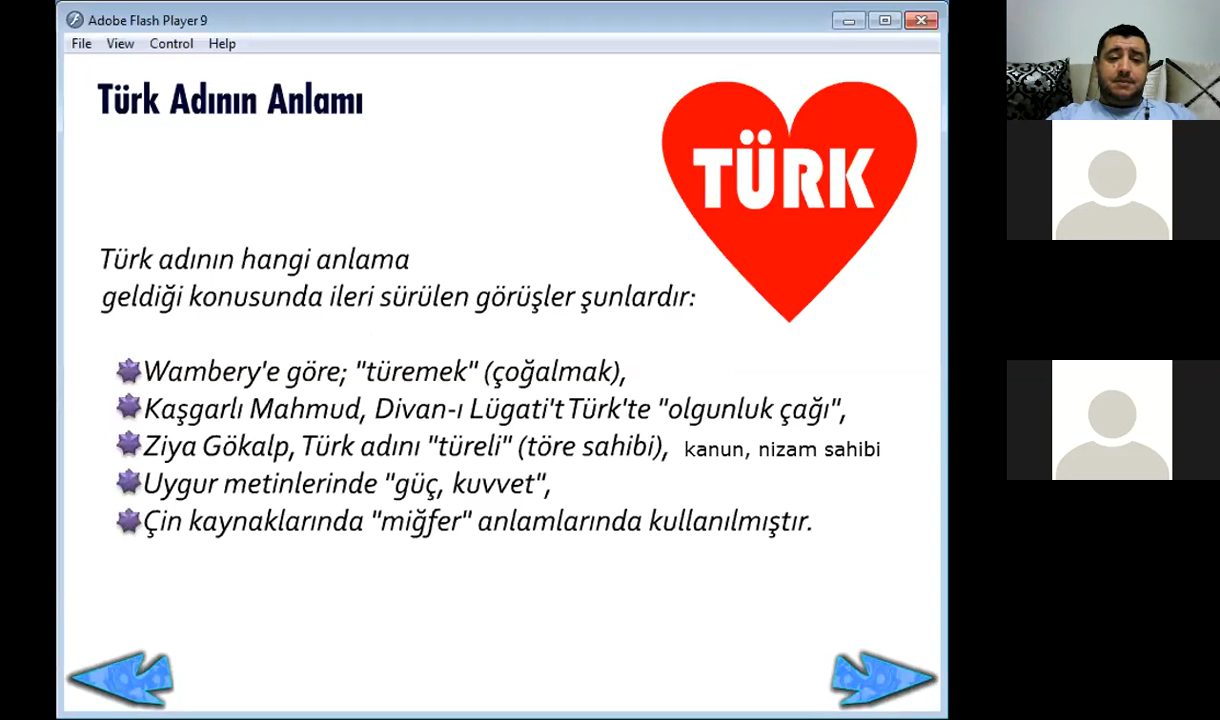 Adobe Flash Player 9
File View Control Help
Türk Adının Anlamı
TÜRK
Türk adının hangi anlama
geldiği konusunda ileri sürülen görüşler şunlardır:
Wambery'e göre; "türemek" (çoğalmak),
Kaşgarlı Mahmud, Divan-ı Lügati't Türk'te "olgunluk çağı",
Ziya Gökalp, Türk adını "türeli" (töre sahibi), kanun, nizam sahibi
Uygur metinlerinde "güç, kuvvet",
Çin kaynaklarında "miğfer" anlamlarında kullanılmıştır.